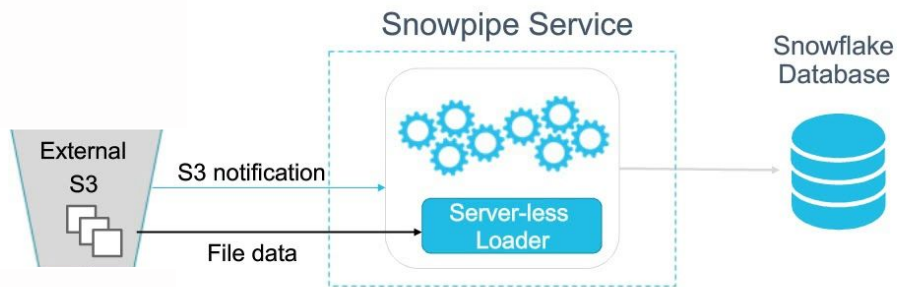 Snowpipe Service
Snowflake
Database
External
S3
S3 notification
Server-less
Loader
File data